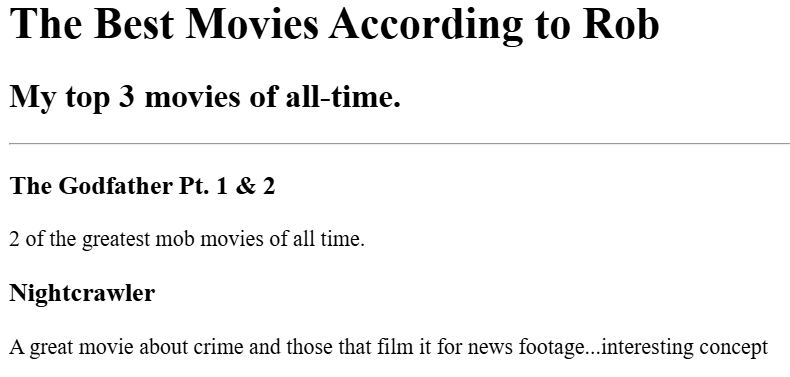 The Best Movies According to Rob
My top 3 movies of all-time.
The Godfather Pt. 1 & 2
2 of the greatest mob movies of all time.
Nightcrawler
A great movie about crime and those that film it for news footage...interesting concept